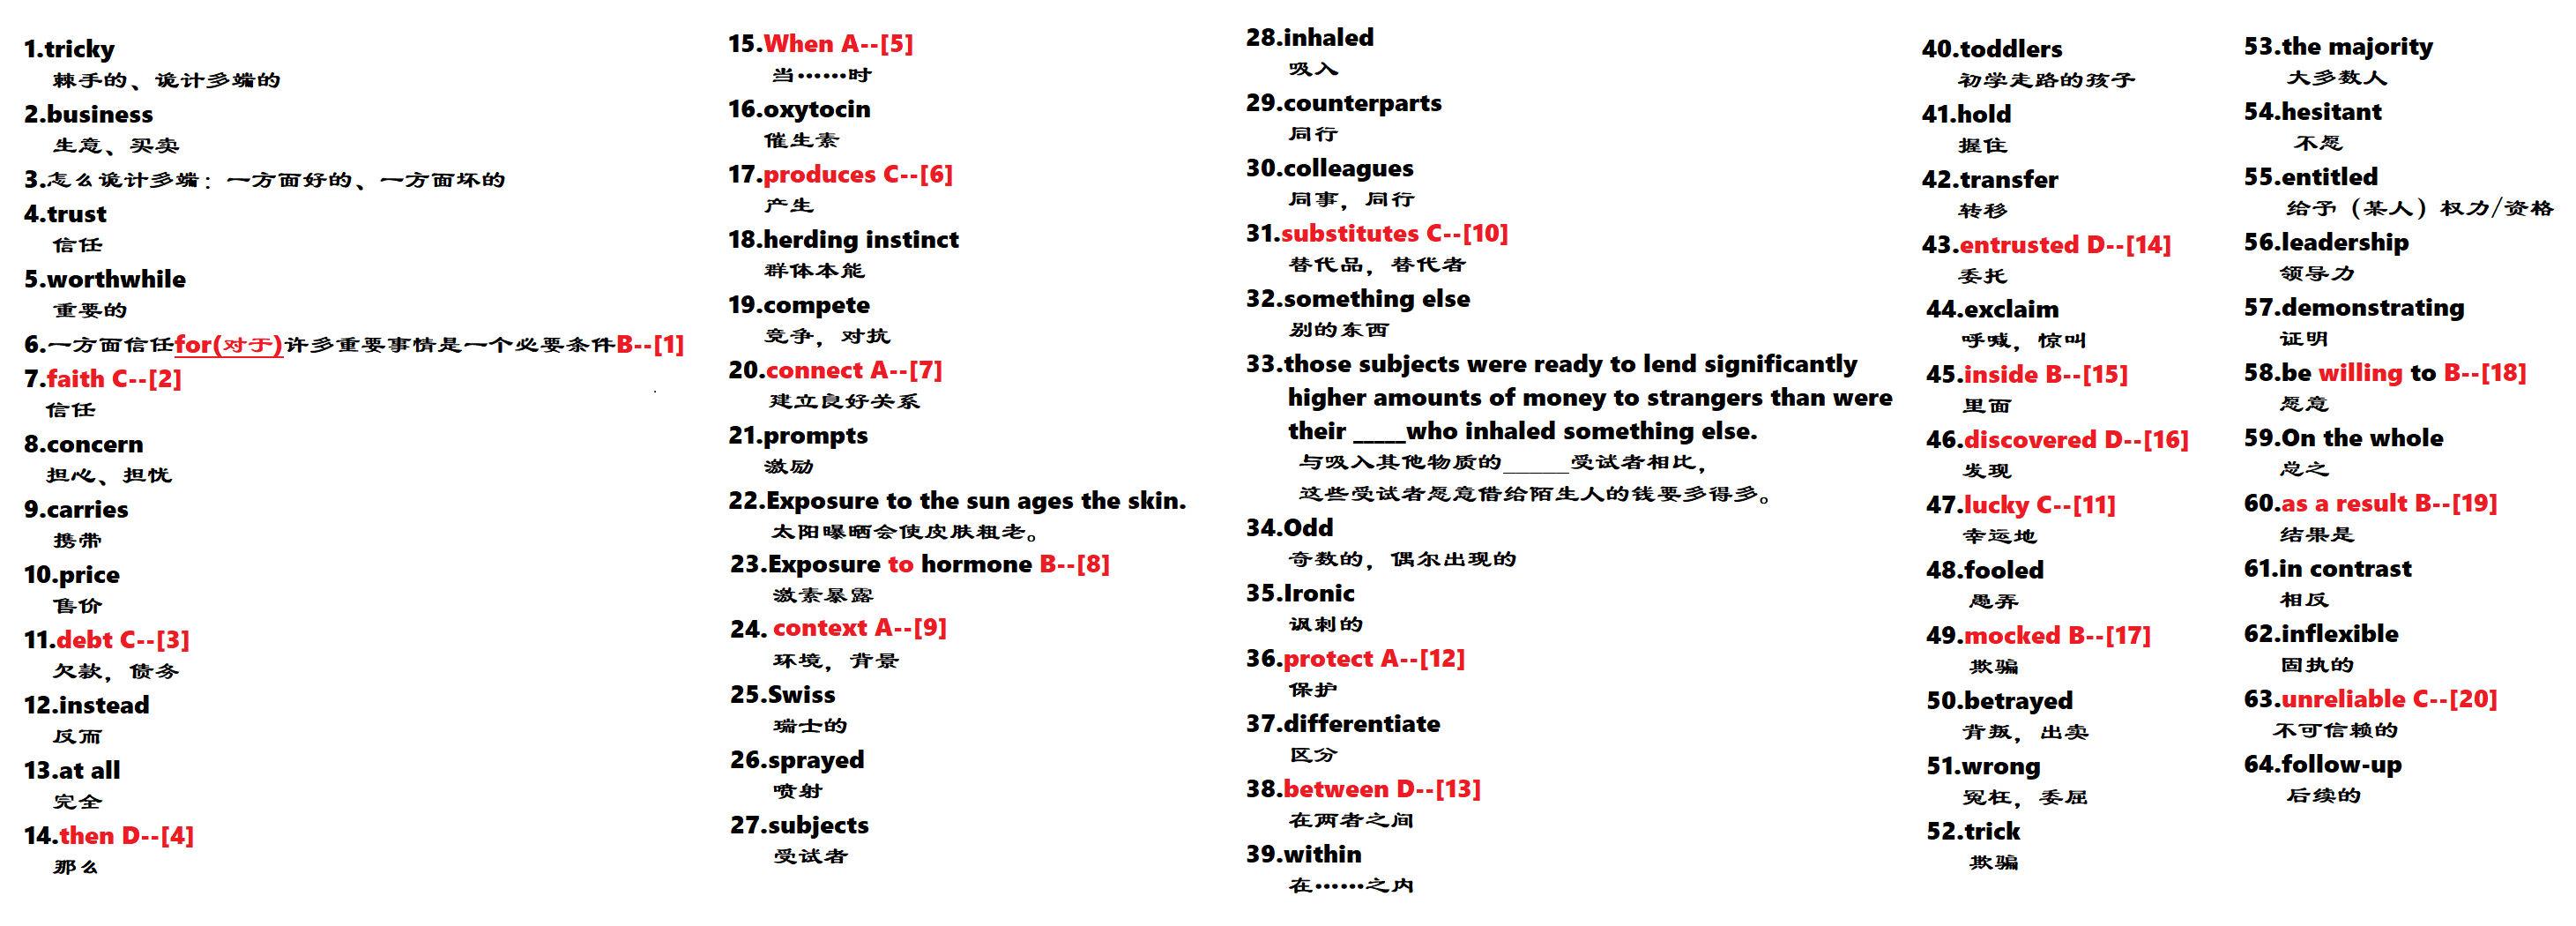 1.tricky
棘手的、诡计多端的
2.business
生意、买卖
3.怎么诡计多端：一方面好的、一方面坏的
4.trust
信任
5.worthwhile
重要的
6.一方面信任for(对于)许多重要事情是一个必要条件B--[1]
7.faith C--[2]
信任
8.concern
担心、担忧
9.carries
携带
10.price
售价
11.debt C--[3]
欠款，债务
12.instead
反而
13.at all
完全
14.then D--[4]
那么
15.When A--[5]
当……时
16.oxytocin
催生素
17.produces C--[6]
产生
18.herding instinct
群体本能
19.compete
竞争，对抗
20.connect A--[7]
建立良好关系
21.prompts
激励
22.Exposure to the sun ages the skin.
太阳曝晒会使皮肤粗老。
23.Exposure to hormone B--[8]
激素暴露
24. context A--[9]
环境，背景
25.Swiss
瑞士的
26.sprayed
喷射
27.subjects
受试者
28.inhaled
吸入
29.counterparts
同行
30.colleagues
同事，同行
31.substitutes C--[10]
替代品，替代者
32.something else
别的东西
33.those subjects were ready to lend significantly
higher amounts of money to strangers than were
their _____who inhaled something else.
与吸入其他物质的_____受试者相比，
这些受试者愿意借给陌生人的钱要多得多。
34.Odd
奇数的，偶尔出现的
35.Ironic
讽刺的
36.protect A--[12]
保护
37.differentiate
区分
38.between D--[13]
在两者之间
39.within
在……之内
40.toddlers
初学走路的孩子
41.hold
握住
42.transfer
转移
43.entrusted D--[14]
委托
44.exclaim
呼喊，惊叫
45.inside B--[15]
里面
46.discovered D--[16]
发现
47.lucky C--[11]
幸运地
48.fooled
愚弄
49.mocked B--[17]
欺骗
50.betrayed
背叛，出卖
51.wrong
冤枉，委屈
52.trick
欺骗
53.the majority
大多数人
54.hesitant
不愿
55.entitled
给予（某人）权力/资格
56.leadership
领导力
57.demonstrating
证明
58.be willing to B--[18]
愿意
59.On the whole
总之
60.as a result B--[19]
结果是
61.in contrast
相反
62.inflexible
固执的
63.unreliable C--[20]
不可信赖的
64.follow-up
后续的